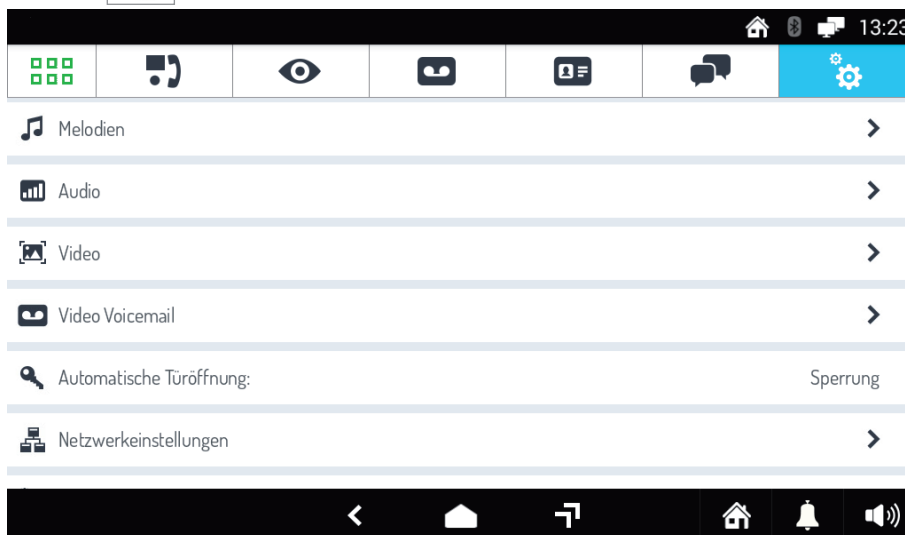 13:23
Melodien
Audio
Video
Video Voicemail
Automatische Türöffnung: Sperrung
Netzwerkeinstellungen